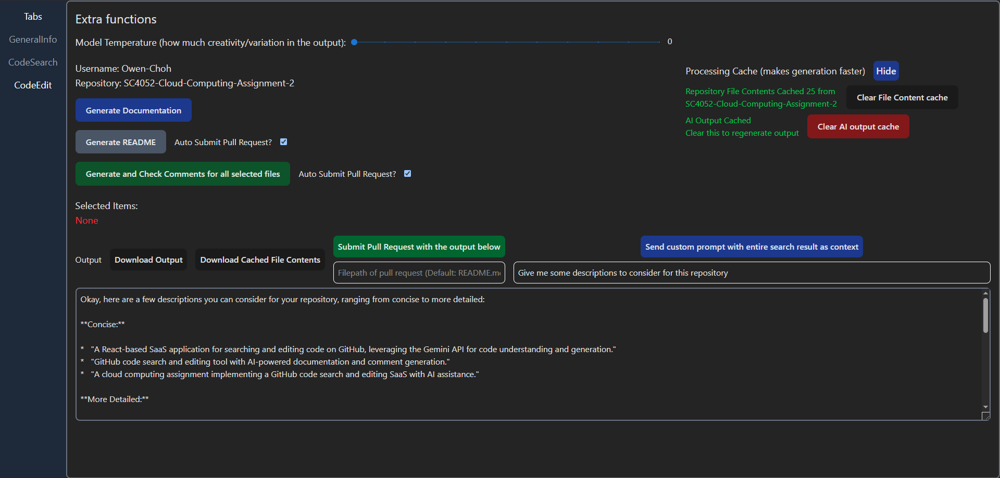 Tabs
GeneralInfo
CodeSearch
CodeEdit
Extra functions
Model Temperature (how much creativity/variation in the output):
0
Username: Owen-Choh
Repository: SC4052-Cloud-Computing-Assignment-2
Generate Documentation
Generate README
Auto Submit Pull Request?
Generate and Check Comments for all selected files
Auto Submit Pull Request?
Processing Cache (makes generation faster)
Hide
Repository File Contents Cached 25 from
SC4052-Cloud-Computing-Assignment-2
Clear File Content cache
AI Output Cached
Clear this to regenerate output
Clear AI output cache
Selected Items:
None
Output
Download Output
Download Cached File Contents
Submit Pull Request with the output below
Filepath of pull request (Default: README.m
Send custom prompt with entire search result as context
Give me some descriptions to consider for this repository
Okay, here are a few descriptions you can consider for your repository, ranging from concise to more detailed:
**Concise:**
* "A React-based SaaS application for searching and editing code on GitHub, leveraging the Gemini API for code understanding and generation."
* "GitHub code search and editing tool with AI-powered documentation and comment generation."
* "A cloud computing assignment implementing a GitHub code search and editing SaaS with AI assistance."
**More Detailed:**